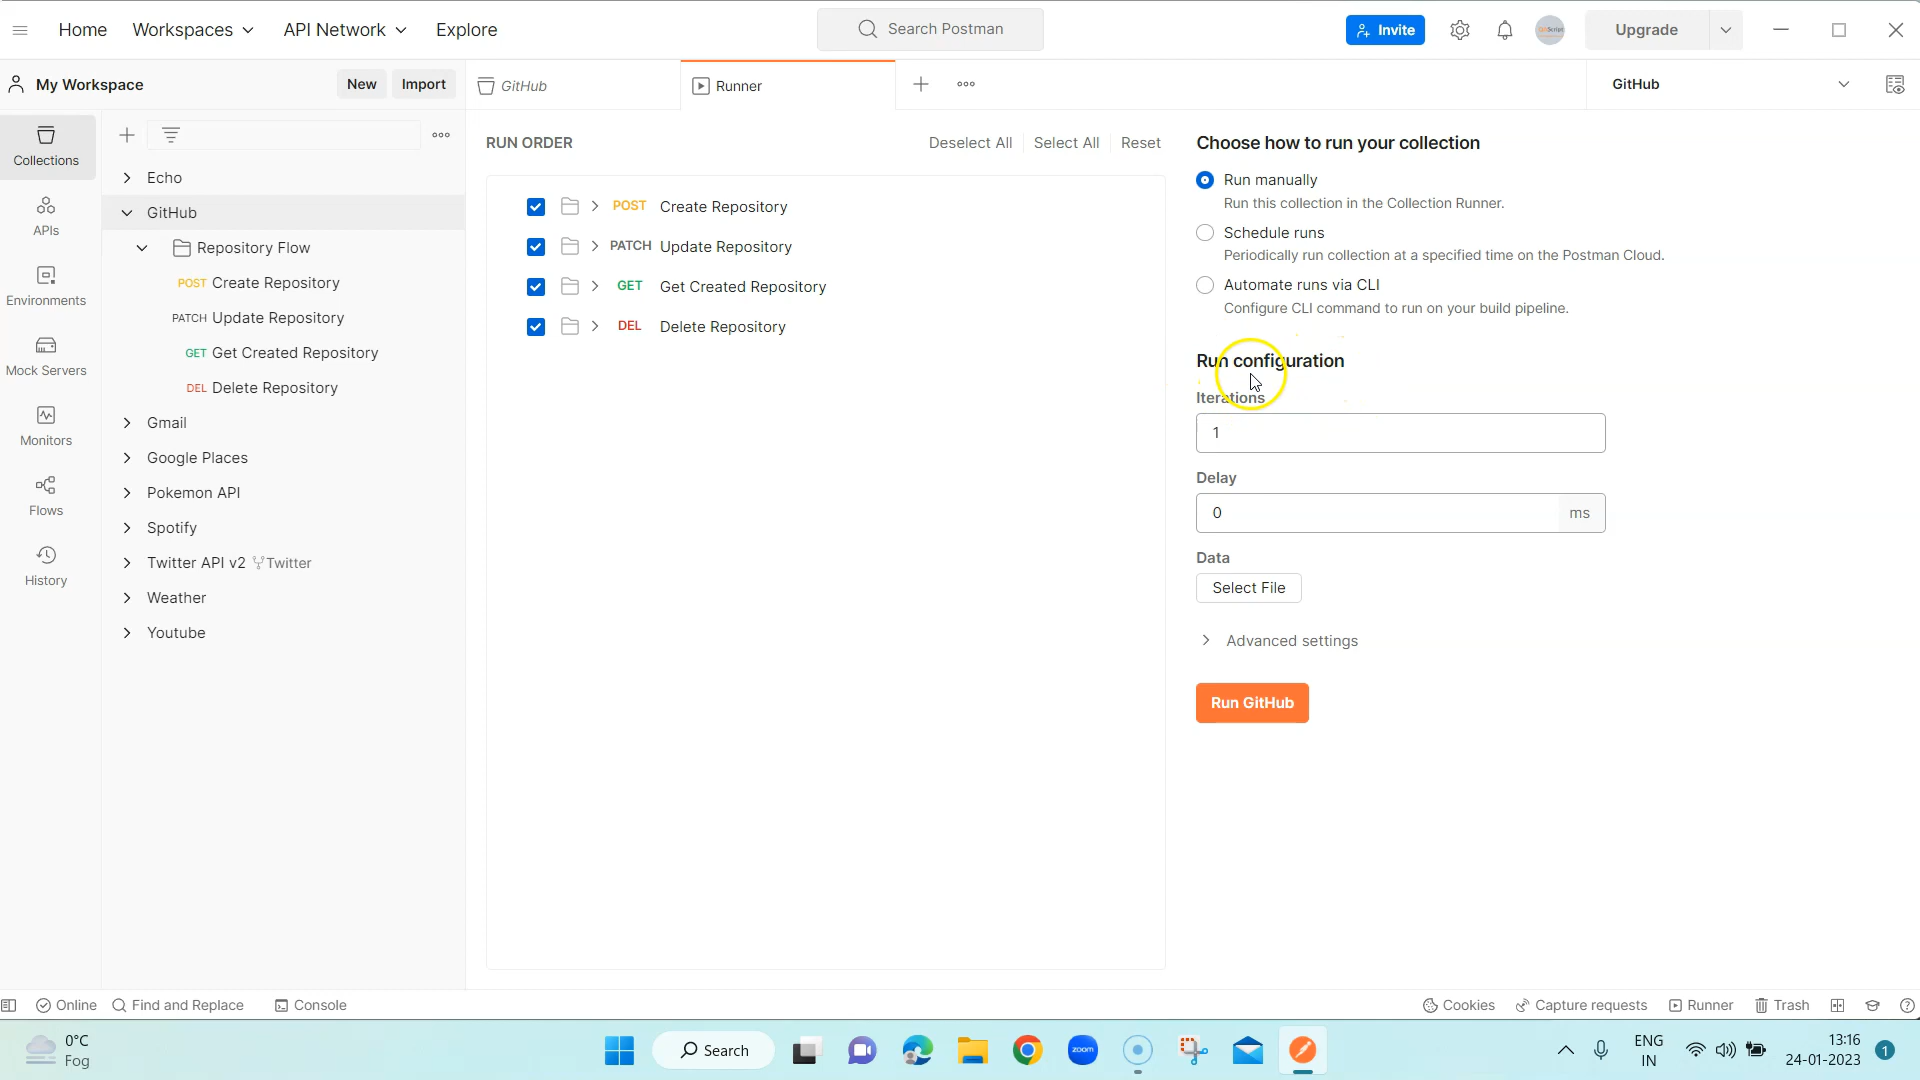 Home Workspaces API Network Explore Search Postman Invite Upgrade
My Workspace New Import GitHub Runner GitHub
Collections
APIs
Environments
Mock Servers
Monitors
Flows
History
Echo
GitHub
Repository Flow
POST Create Repository
PATCH Update Repository
GET Get Created Repository
DEL Delete Repository
Gmail
Google Places
Pokemon API
Spotify
Twitter API v2 Twitter
Weather
Youtube
RUN ORDER Deselect All Select All Reset
POST Create Repository
PATCH Update Repository
GET Get Created Repository
DEL Delete Repository
Choose how to run your collection
Run manually
Run this collection in the Collection Runner.
Schedule runs
Periodically run collection at a specified time on the Postman Cloud.
Automate runs via CLI
Configure CLI command to run on your build pipeline.
Run configuration
Iterations
1
Delay
0 ms
Data
Select File
Advanced settings
Run GitHub
Online Find and Replace Console Cookies Capture requests Runner Trash
0°C
Fog
Search
zoom
ENG
IN
13:16
24-01-2023
1